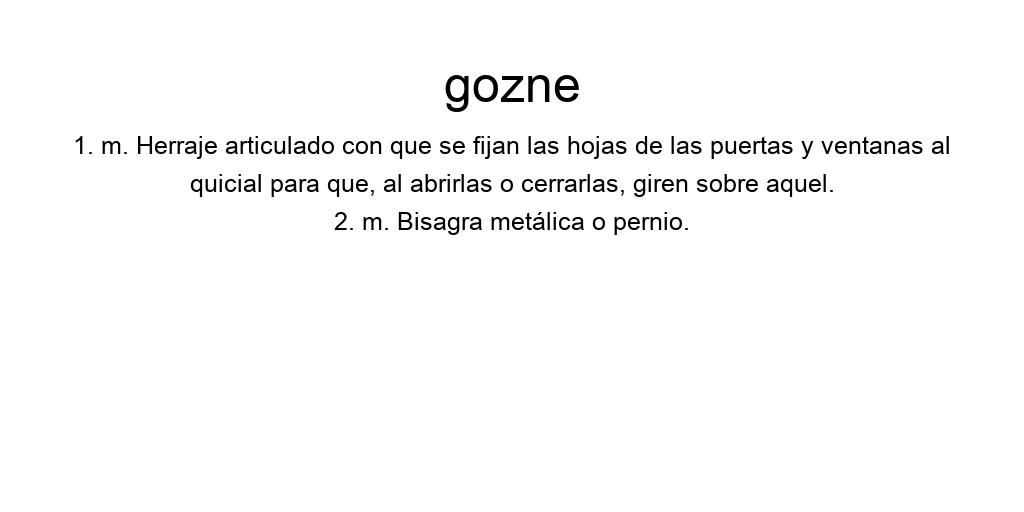 gozne
1. m. Herraje articulado con que se fijan las hojas de las puertas y ventanas al
quicial para que, al abrirlas o cerrarlas, giren sobre aquel.
2. m. Bisagra metálica o pernio.